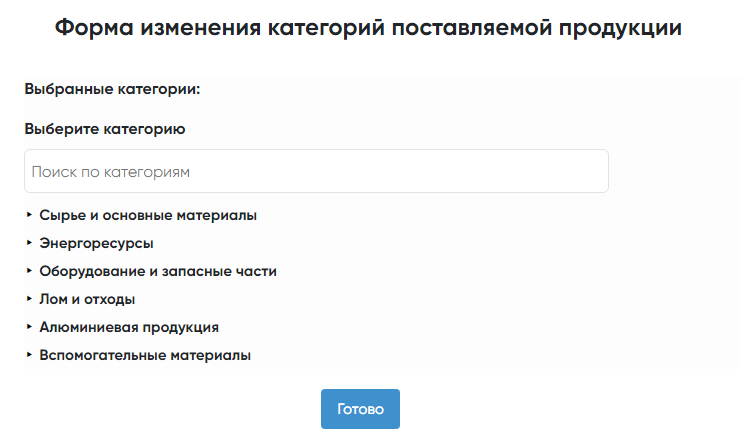 Форма изменения категорий поставляемой продукции
Выбранные категории:
Выберите категорию
Поиск по категориям
Сырье и основные материалы
Энергоресурсы
Оборудование и запасные части
Лом и отходы
Алюминиевая продукция
Вспомогательные материалы
Готово